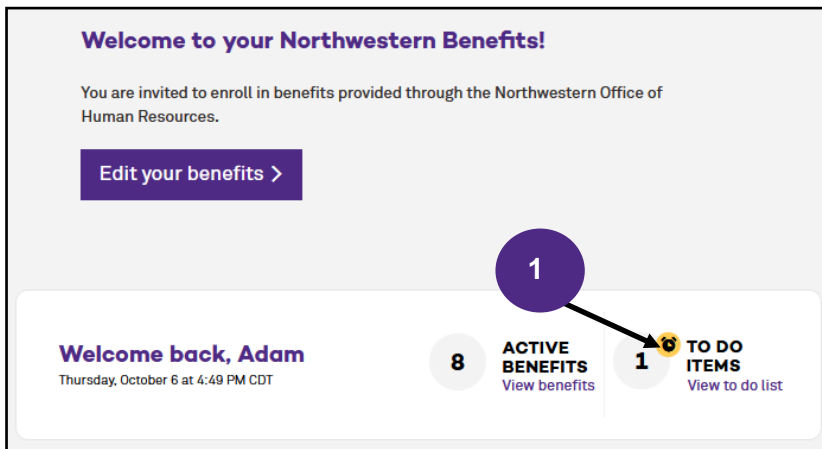 Welcome to your Northwestern Benefits!
You are invited to enroll in benefits provided through the Northwestern Office of
Human Resources.
Edit your benefits >
1
Welcome back, Adam
Thursday, October 6 at 4:49 PM CDT
8
ACTIVE
BENEFITS
View benefits
1
TO DO
ITEMS
View to do list